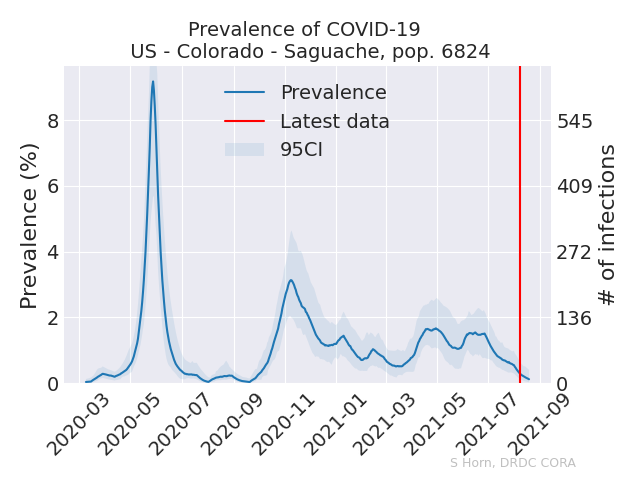 Prevalence of COVID-19
US - Colorado - Saguache, pop. 6824
Prevalence
Latest data
95CI
Prevalence (%)
8
6
4
2
0
545
409
272
136
0
# of infections
2020-03
2020-05
2020-07
2020-09
2020-11
2021-01
2021-03
2021-05
2021-07
2021-09
S Horn, DRDC CORA